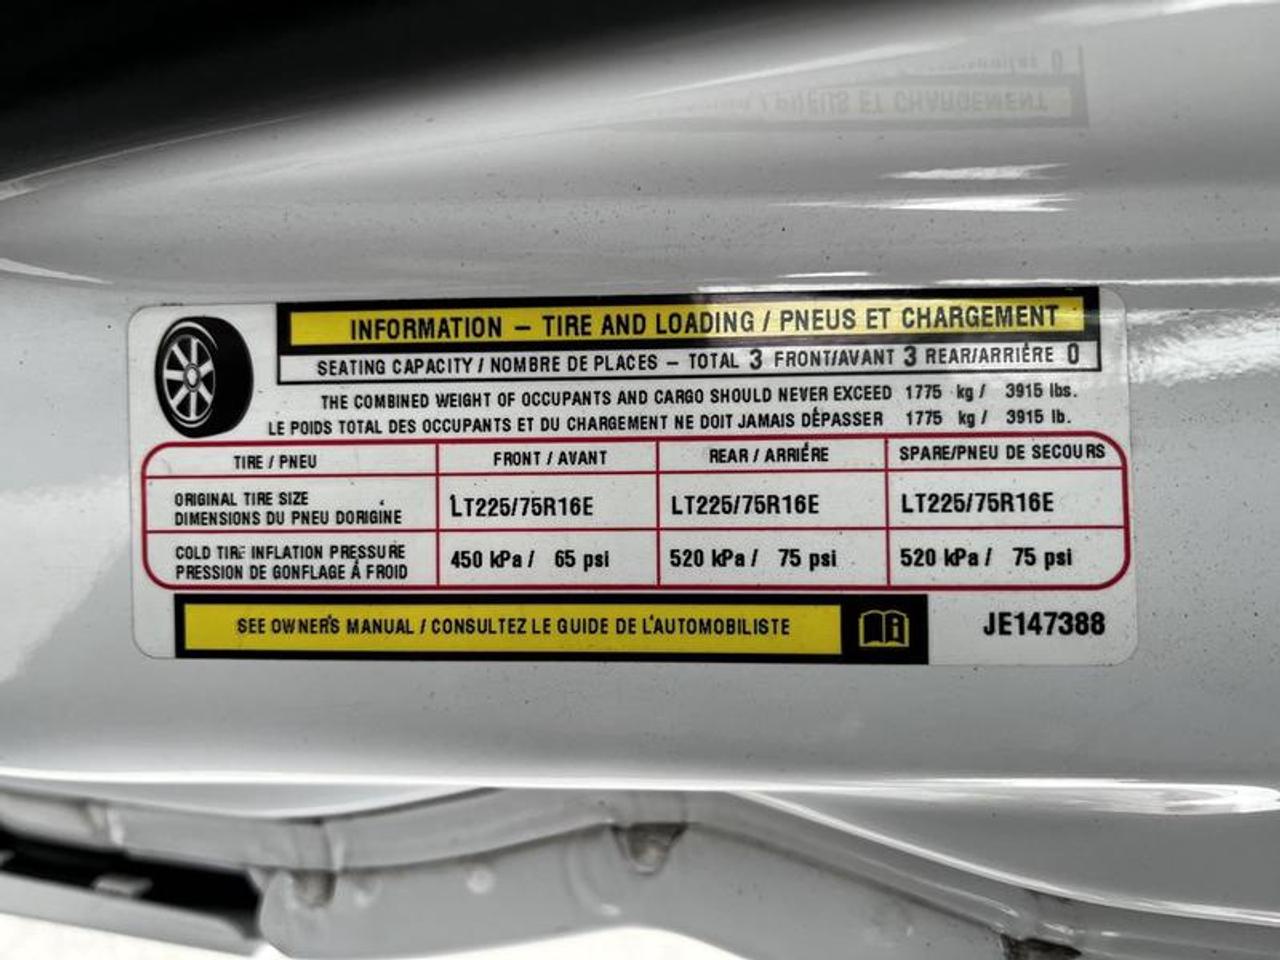 INFORMATION – TIRE AND LOADING / PNEUS ET CHARGEMENT
SEATING CAPACITY / NOMBRE DE PLACES – TOTAL 3 FRONT/AVANT 3 REAR/ARRIÉRE 0
THE COMBINED WEIGHT OF OCCUPANTS AND CARGO SHOULD NEVER EXCEED 1775 kg / 3915 lbs.
LE POIDS TOTAL DES OCCUPANTS ET DU CHARGEMENT NE DOIT JAMAIS DÉPASSER 1775 kg / 3915 lb.
TIRE / PNEU FRONT / AVANT REAR / ARRIÉRE SPARE/PNEU DE SECOURS
ORIGINAL TIRE SIZE
DIMENSIONS DU PNEU DORIGINE LT225/75R16E LT225/75R16E LT225/75R16E
COLD TIRE INFLATION PRESSURE
PRESSION DE GONFLAGE Á FROID 450 kPa / 65 psi 520 kPa / 75 psi 520 kPa / 75 psi
SEE OWNER'S MANUAL / CONSULTEZ LE GUIDE DE L'AUTOMOBILISTE
JE147388